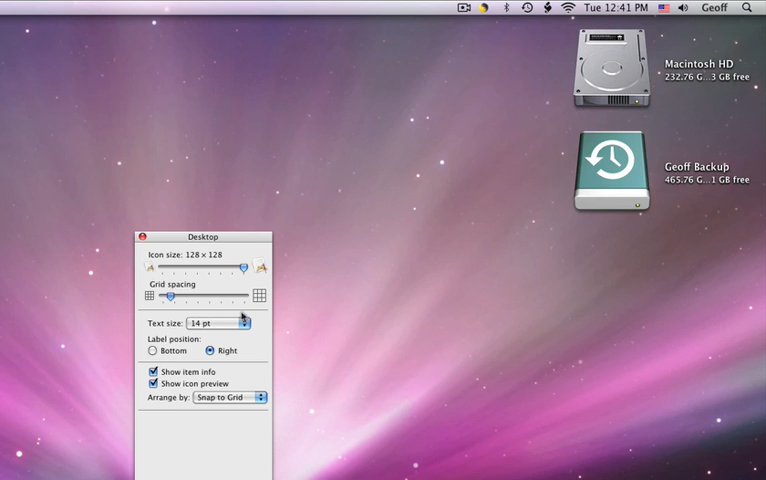 Tue 12:41 PM
Geoff
Macintosh HD
232.76 G...3 GB free
Geoff Backup
465.76 G...1 GB free
Desktop
Icon size: 128 × 128
Grid spacing
Text size: 14 pt
Label position:
Bottom Right
Show item info
Show icon preview
Arrange by: Snap to Grid